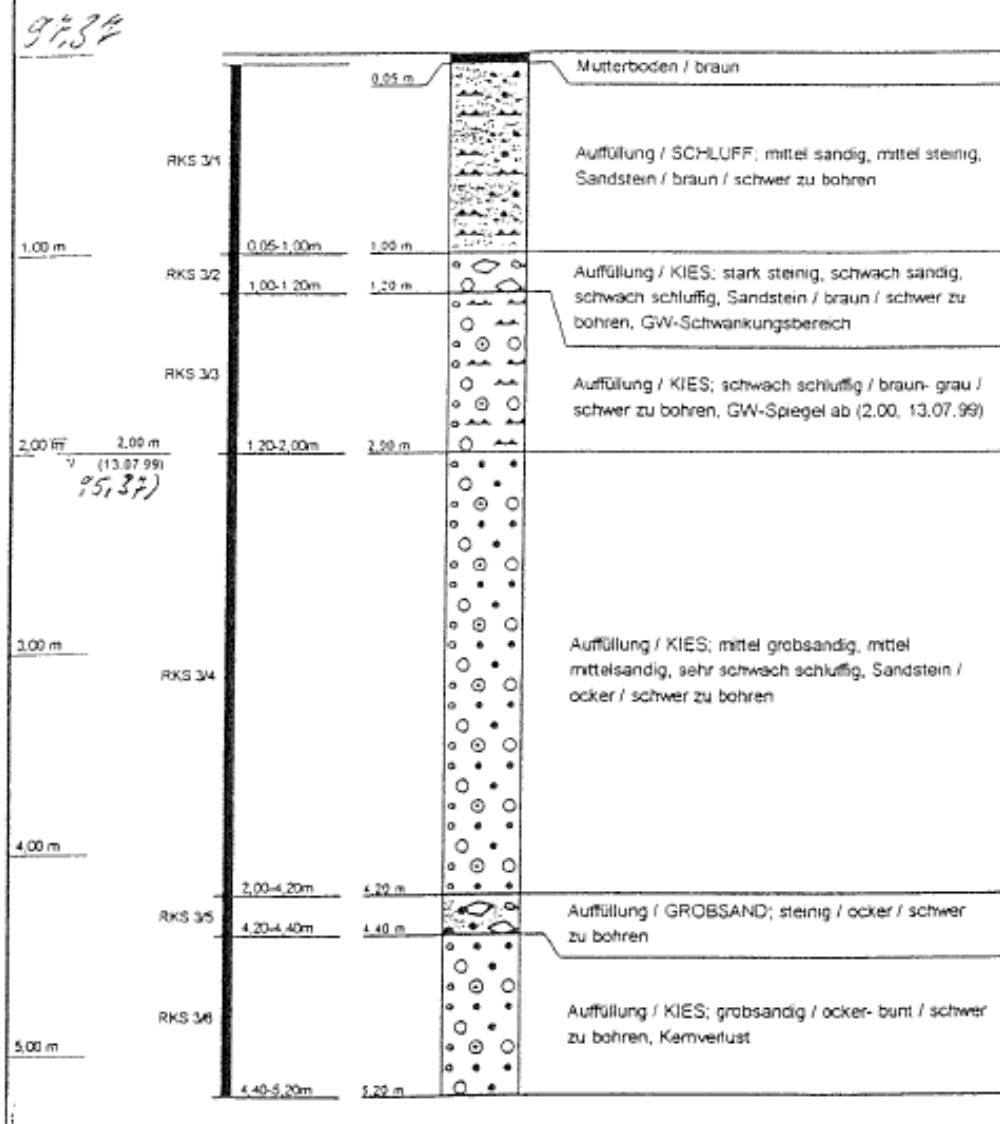 97,37
Mutterboden / braun
0,05 m
RKS 3/1
Auffüllung / SCHLUFF; mittel sandig, mittel steinig,
Sandstein / braun / schwer zu bohren
1,00 m
0,05-1,00m
1,00 m
RKS 3/2
Auffüllung / KIES; stark steinig, schwach sandig,
schwach schluffig, Sandstein / braun / schwer zu
bohren, GW-Schwankungsbereich
1,00-1,20m
1,20 m
RKS 3/3
Auffüllung / KIES; schwach schluffig / braun- grau /
schwer zu bohren, GW-Spiegel ab (2.00, 13.07.99)
2,00 m
2,00 m
(13.07.99)
95,37)
1,20-2,00m
2,00 m
3,00 m
RKS 3/4
Auffüllung / KIES; mittel grobsandig, mittel
mittelsandig, sehr schwach schluffig, Sandstein /
ocker / schwer zu bohren
4,00 m
2,00-4,20m
4,20 m
RKS 3/5
Auffüllung / GROBSAND; steinig / ocker / schwer
zu bohren
4,20-4,40m
4,40 m
RKS 3/6
Auffüllung / KIES; grobsandig / ocker- bunt / schwer
zu bohren, Kernverlust
5,00 m
4,40-5,20m
5,20 m